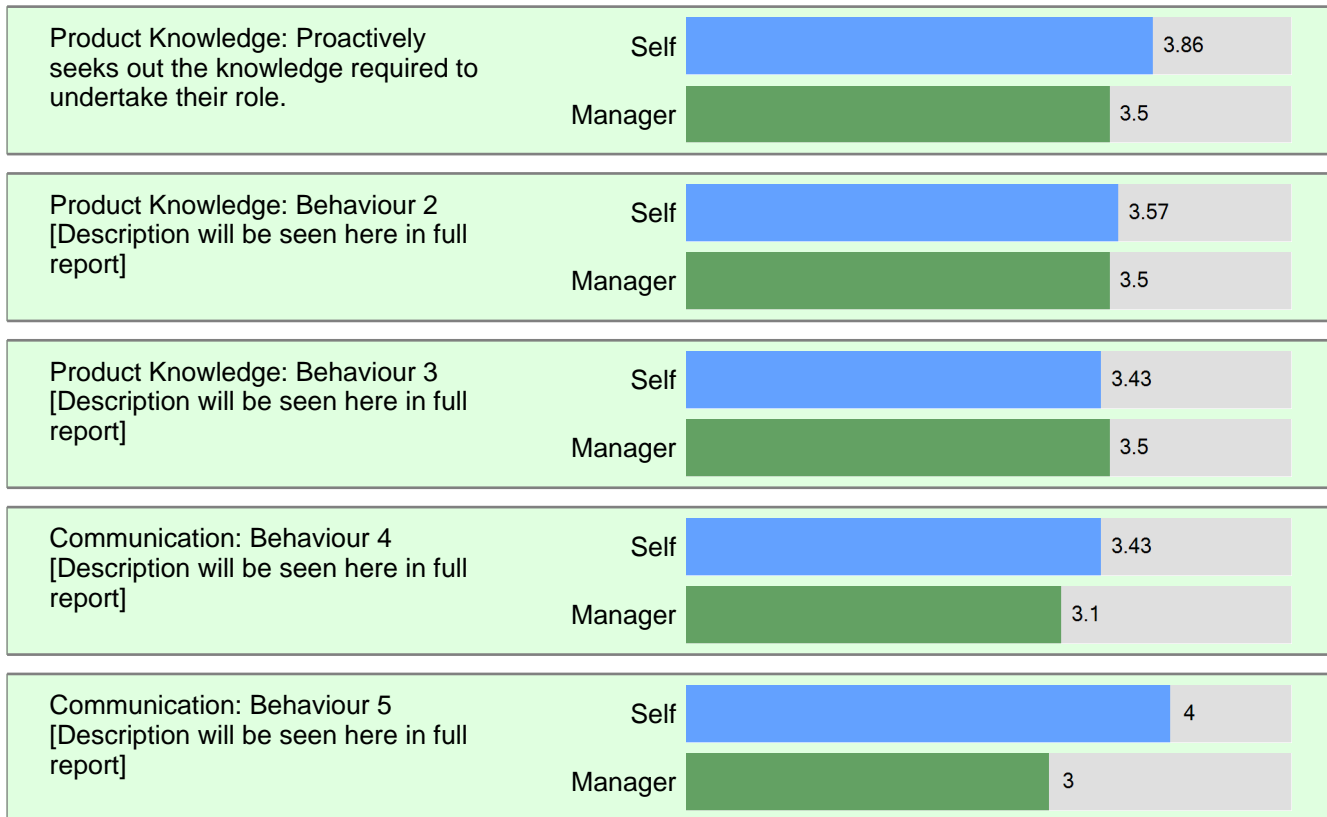 Product Knowledge: Proactively
seeks out the knowledge required to
undertake their role.
Self
3.86
Manager
3.5
Product Knowledge: Behaviour 2
[Description will be seen here in full
report]
Self
3.57
Manager
3.5
Product Knowledge: Behaviour 3
[Description will be seen here in full
report]
Self
3.43
Manager
3.5
Communication: Behaviour 4
[Description will be seen here in full
report]
Self
3.43
Manager
3.1
Communication: Behaviour 5
[Description will be seen here in full
report]
Self
4
Manager
3